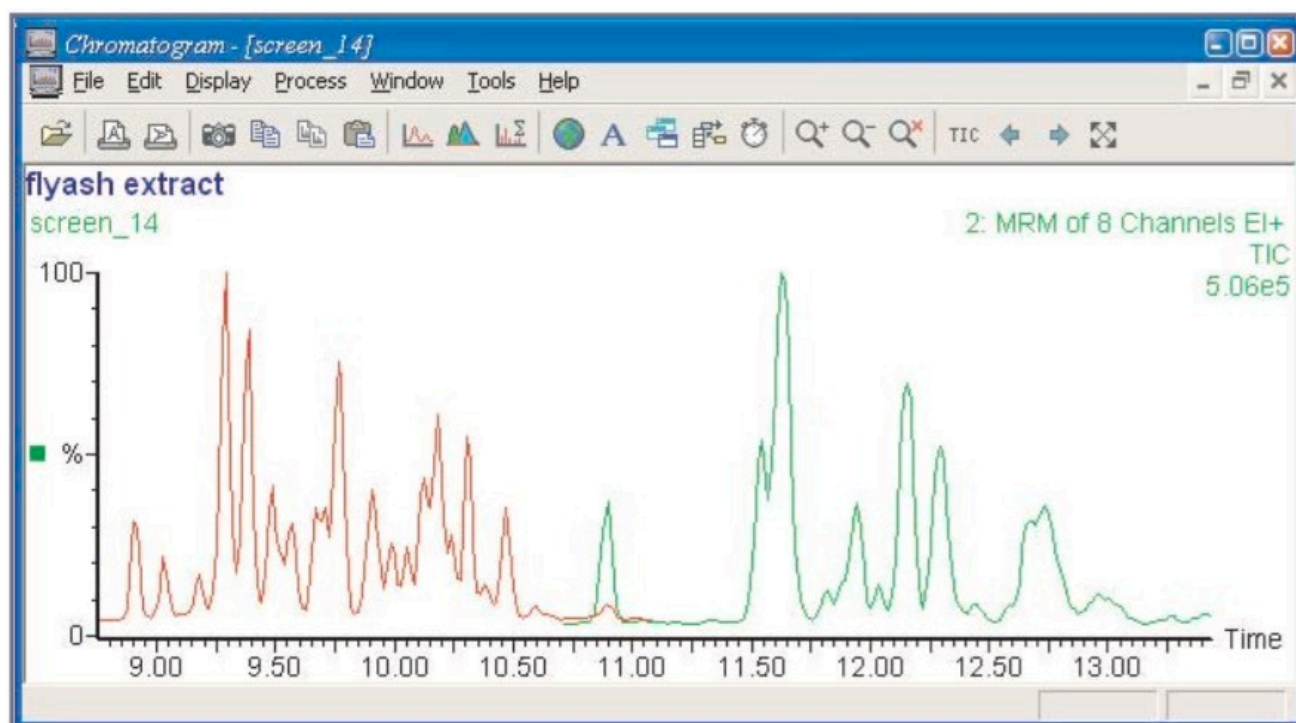 Chromatogram - [screen_14]
File Edit Display Process Window Tools Help
A A Σ A TIC
flyash extract
screen_14
2: MRM of 8 Channels EI+
TIC
5.06e5
100
%
0
9.00 9.50 10.00 10.50 11.00 11.50 12.00 12.50 13.00
Time